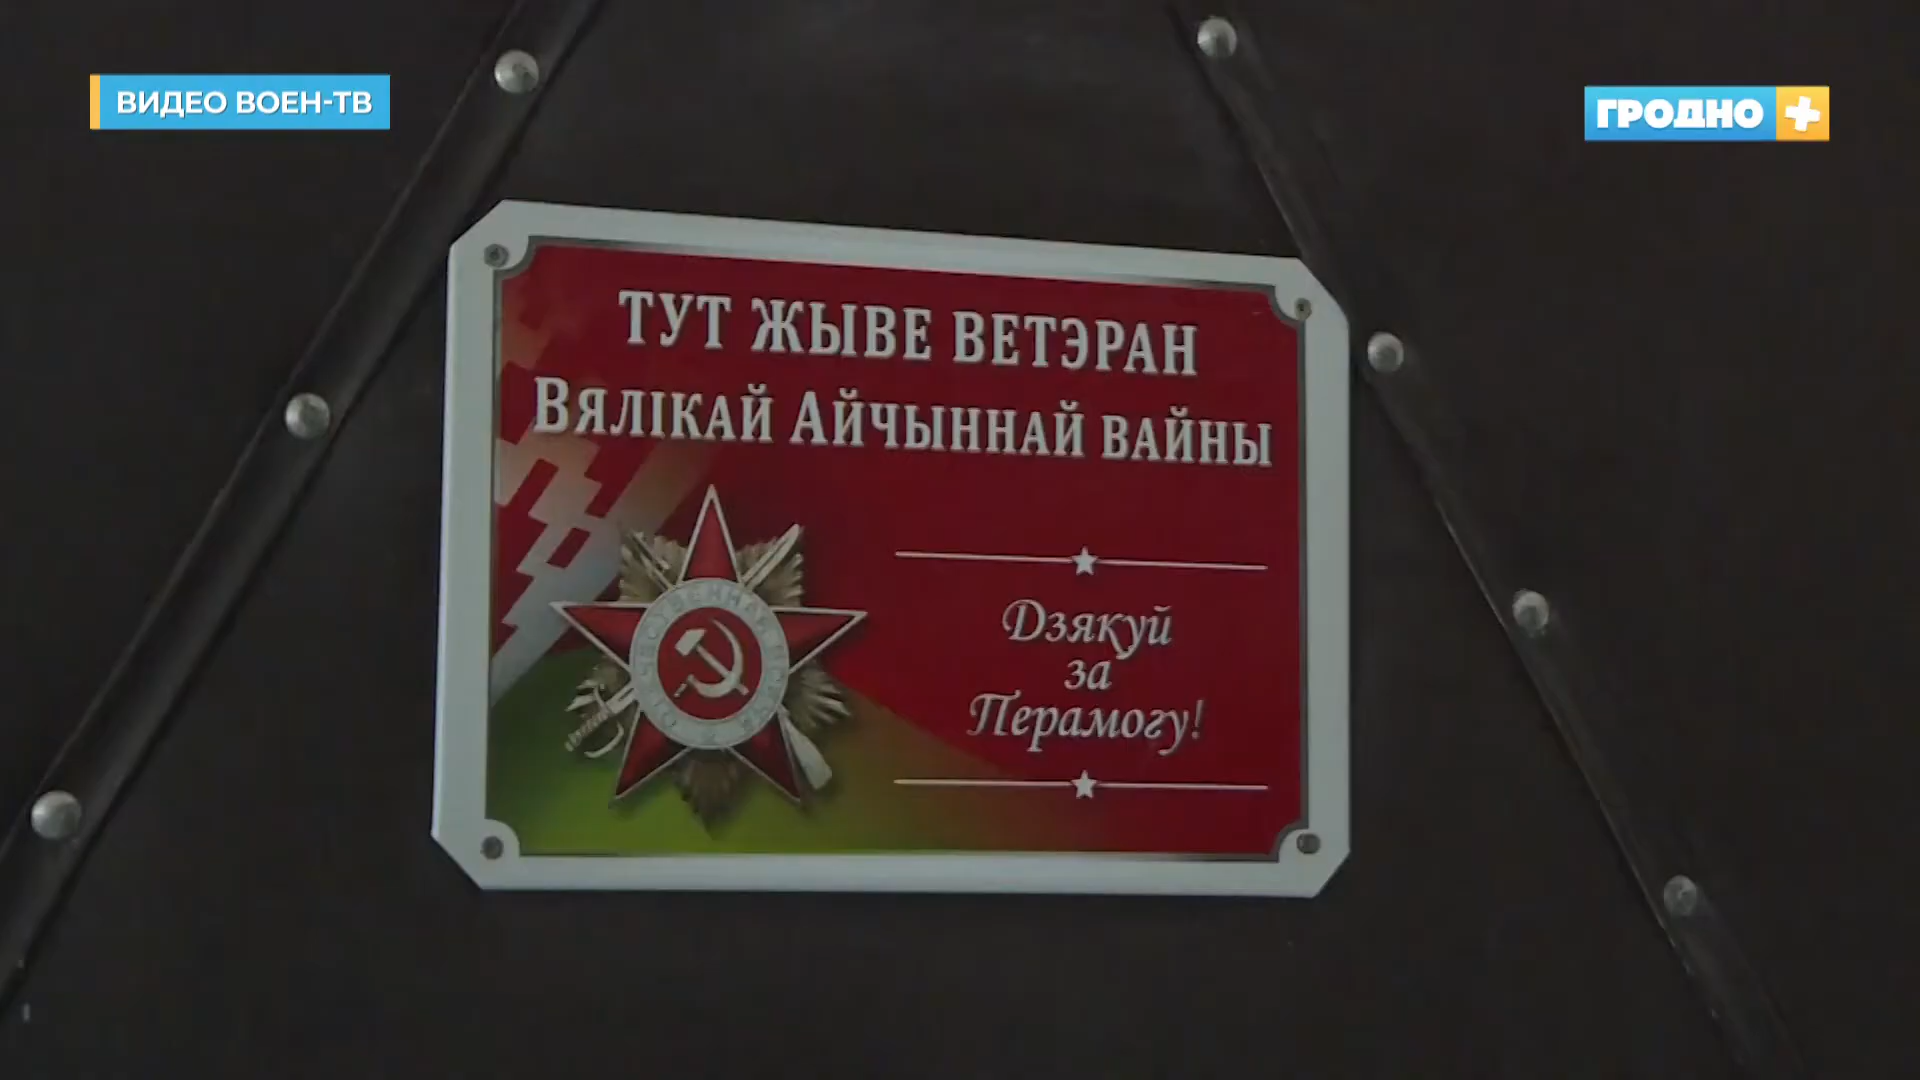 ВИДЕО ВОЕН-ТВ
ГРОДНО +
ТУТ ЖЫВЕ ВЕТЭРАН
ВЯЛІКАЙ АЙЧЫННАЙ ВАЙНЫ
Дзякуй
за
Перамогу!